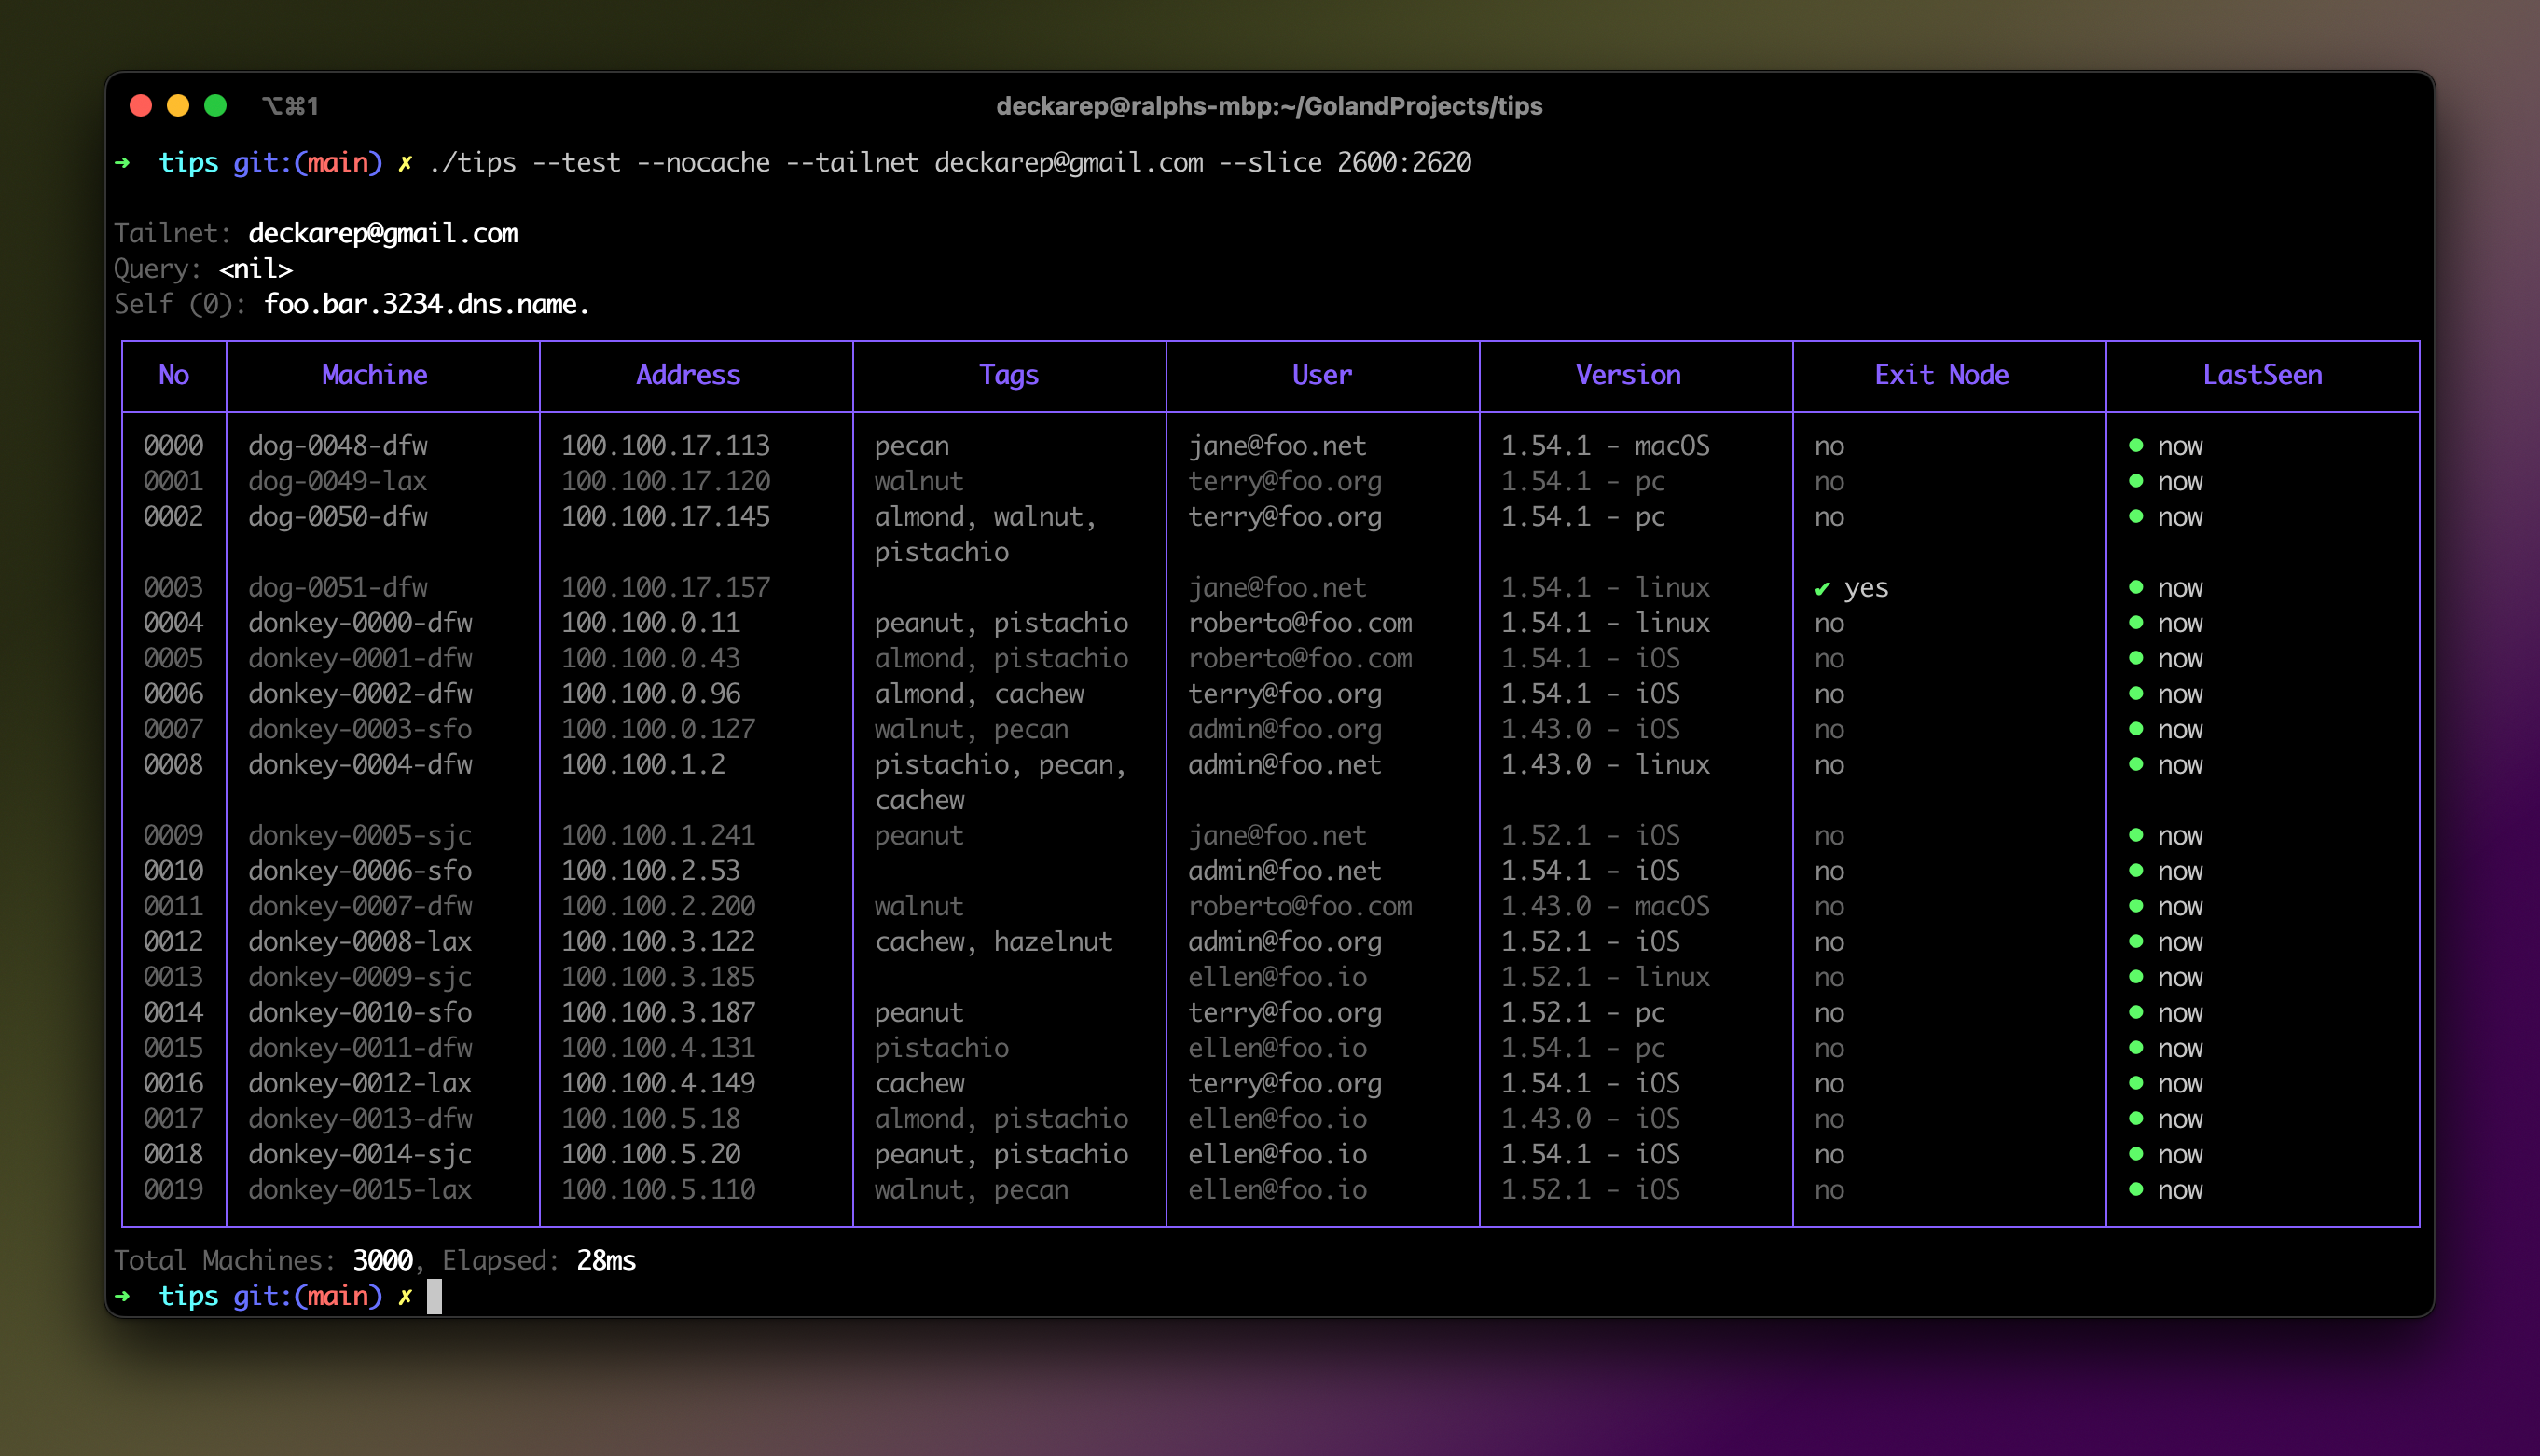 ⌥⌘1 deckarep@ralphs-mbp:~/GolandProjects/tips
➜ tips git:(main) ✗ ./tips --test --nocache --tailnet deckarep@gmail.com --slice 2600:2620
Tailnet: deckarep@gmail.com
Query: <nil>
Self (0): foo.bar.3234.dns.name.
No Machine Address Tags User Version Exit Node LastSeen
0000 dog-0048-dfw 100.100.17.113 pecan jane@foo.net 1.54.1 - macOS no ● now
0001 dog-0049-lax 100.100.17.120 walnut terry@foo.org 1.54.1 - pc no ● now
0002 dog-0050-dfw 100.100.17.145 almond, walnut, terry@foo.org 1.54.1 - pc no ● now
pistachio
0003 dog-0051-dfw 100.100.17.157 jane@foo.net 1.54.1 - linux ✔ yes ● now
0004 donkey-0000-dfw 100.100.0.11 peanut, pistachio roberto@foo.com 1.54.1 - linux no ● now
0005 donkey-0001-dfw 100.100.0.43 almond, pistachio roberto@foo.com 1.54.1 - iOS no ● now
0006 donkey-0002-dfw 100.100.0.96 almond, cachew terry@foo.org 1.54.1 - iOS no ● now
0007 donkey-0003-sfo 100.100.0.127 walnut, pecan admin@foo.org 1.43.0 - iOS no ● now
0008 donkey-0004-dfw 100.100.1.2 pistachio, pecan, admin@foo.net 1.43.0 - linux no ● now
cachew
0009 donkey-0005-sjc 100.100.1.241 peanut jane@foo.net 1.52.1 - iOS no ● now
0010 donkey-0006-sfo 100.100.2.53 admin@foo.net 1.54.1 - iOS no ● now
0011 donkey-0007-dfw 100.100.2.200 walnut roberto@foo.com 1.43.0 - macOS no ● now
0012 donkey-0008-lax 100.100.3.122 cachew, hazelnut admin@foo.org 1.52.1 - iOS no ● now
0013 donkey-0009-sjc 100.100.3.185 ellen@foo.io 1.52.1 - linux no ● now
0014 donkey-0010-sfo 100.100.3.187 peanut terry@foo.org 1.52.1 - pc no ● now
0015 donkey-0011-dfw 100.100.4.131 pistachio ellen@foo.io 1.54.1 - pc no ● now
0016 donkey-0012-lax 100.100.4.149 cachew terry@foo.org 1.54.1 - iOS no ● now
0017 donkey-0013-dfw 100.100.5.18 almond, pistachio ellen@foo.io 1.43.0 - iOS no ● now
0018 donkey-0014-sjc 100.100.5.20 peanut, pistachio ellen@foo.io 1.54.1 - iOS no ● now
0019 donkey-0015-lax 100.100.5.110 walnut, pecan ellen@foo.io 1.52.1 - iOS no ● now
Total Machines: 3000, Elapsed: 28ms
➜ tips git:(main) ✗